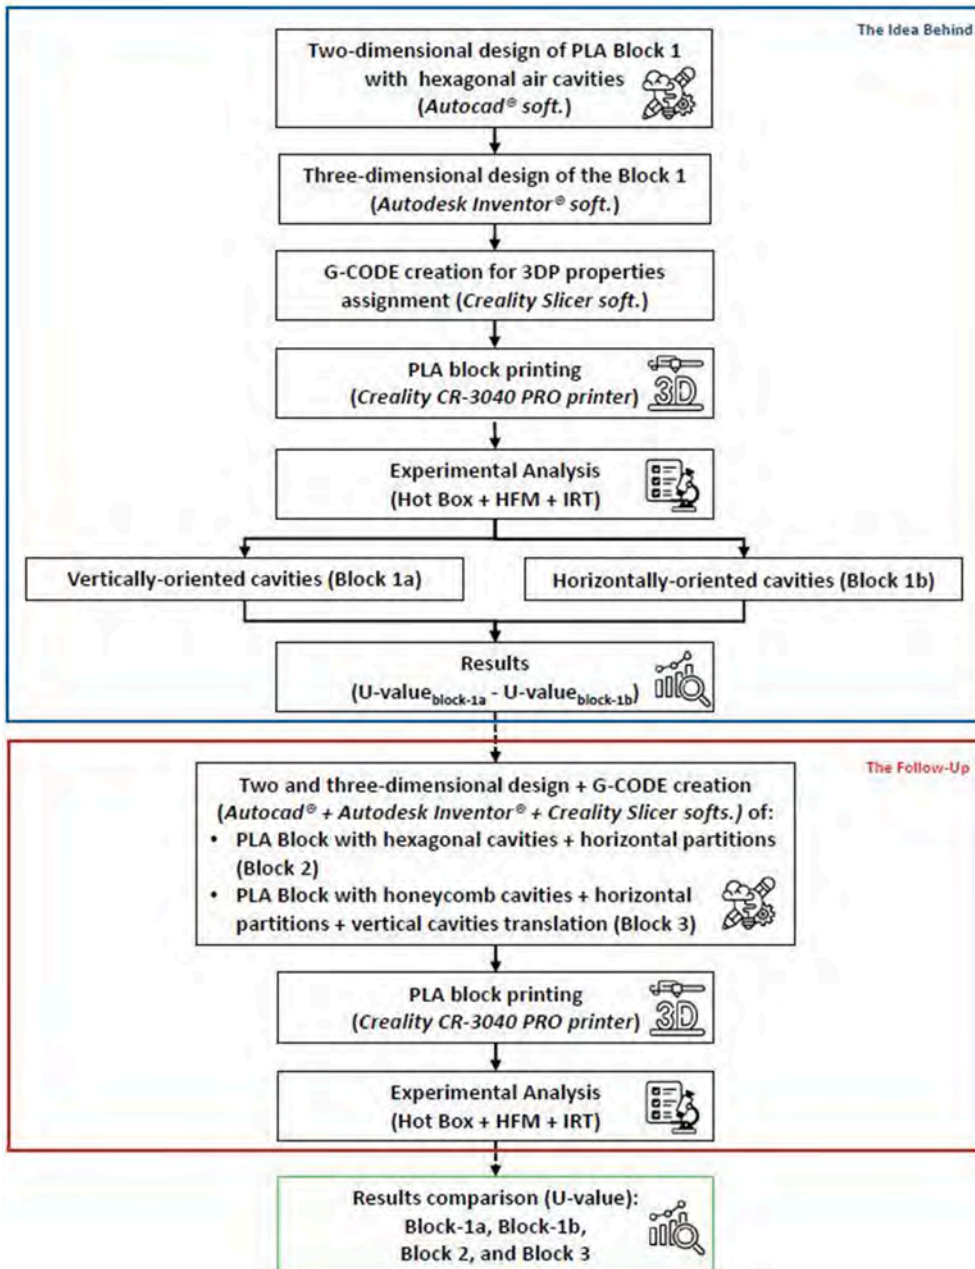 The Idea Behind
Two-dimensional design of PLA Block 1
with hexagonal air cavities
(Autocad® soft.)
Three-dimensional design of the Block 1
(Autodesk Inventor® soft.)
G-CODE creation for 3DP properties
assignment (Creality Slicer soft.)
PLA block printing
(Creality CR-3040 PRO printer)
3D
Experimental Analysis
(Hot Box + HFM + IRT)
Vertically-oriented cavities (Block 1a)
Horizontally-oriented cavities (Block 1b)
Results
(U-value block-1a - U-value block-1b)
The Follow-Up
Two and three-dimensional design + G-CODE creation
(Autocad® + Autodesk Inventor® + Creality Slicer softs.) of:
• PLA Block with hexagonal cavities + horizontal partitions
(Block 2)
• PLA Block with honeycomb cavities + horizontal
partitions + vertical cavities translation (Block 3)
PLA block printing
(Creality CR-3040 PRO printer)
3D
Experimental Analysis
(Hot Box + HFM + IRT)
Results comparison (U-value):
Block-1a, Block-1b,
Block 2, and Block 3